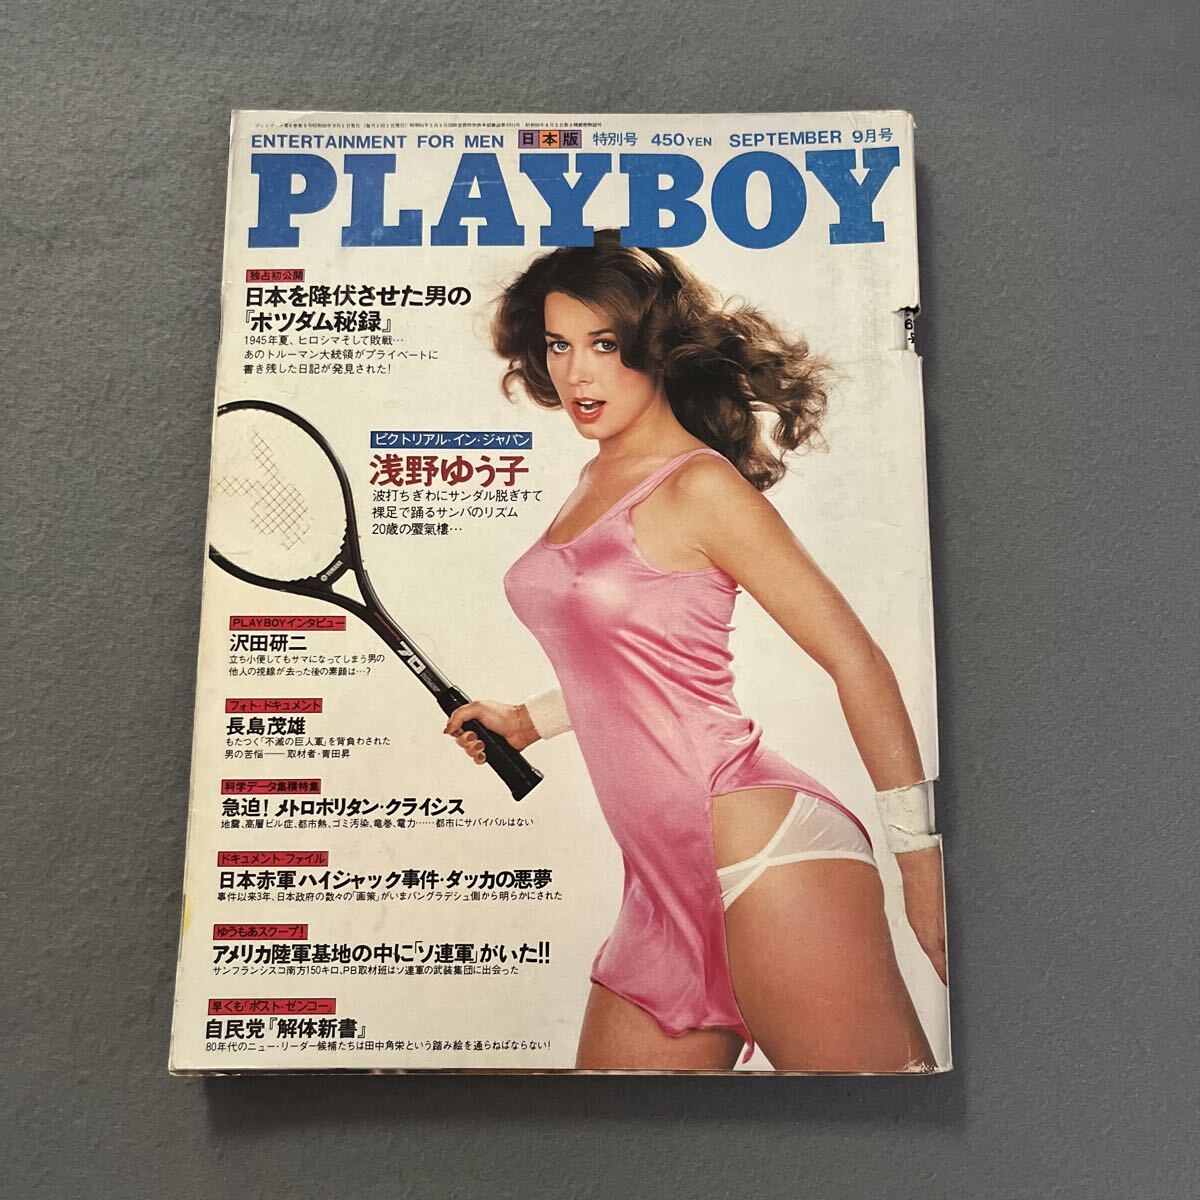 ENTERTAINMENT FOR MEN 日本版 特別号 450YEN SEPTEMBER 9月号
PLAYBOY
独占初公開
日本を降伏させた男の
『ポツダム秘録』
1945年夏、ヒロシマそして敗戦…
あのトルーマン大統領がプライベートに
書き残した日記が発見された!
ピクトリアル・イン・ジャパン
浅野ゆう子
波打ちぎわにサンダル脱ぎすて
裸足で踊るサンバのリズム
20歳の蜃氣樓…
70
PLAYBOYインタビュー
沢田研二
立ち小便してもサマになってしまう男の
他人の視線が去った後の素顔は…?
フォト・ドキュメント
長島茂雄
もたつく「不滅の巨人軍」を背負わされた
男の苦悩——取材者・青田昇
科学データ集積特集
急迫!メトロポリタン・クライシス
地震、高層ビル症、都市熱、ゴミ汚染、竜巻、電力……都市にサバイバルはない
ドキュメント・ファイル
日本赤軍ハイジャック事件・ダッカの悪夢
事件以来3年、日本政府の数々の「画策」がいまバングラデシュ側から明らかにされた
ゆうもあスクープ!
アメリカ陸軍基地の中に「ソ連軍」がいた!!
サンフランシスコ南方150キロ、PB取材班はソ連軍の武装集団に出会った
早くも「ポスト・ゼンコー」
自民党『解体新書』
80年代のニュー・リーダー候補たちは田中角栄という踏み絵を通らねばならない!